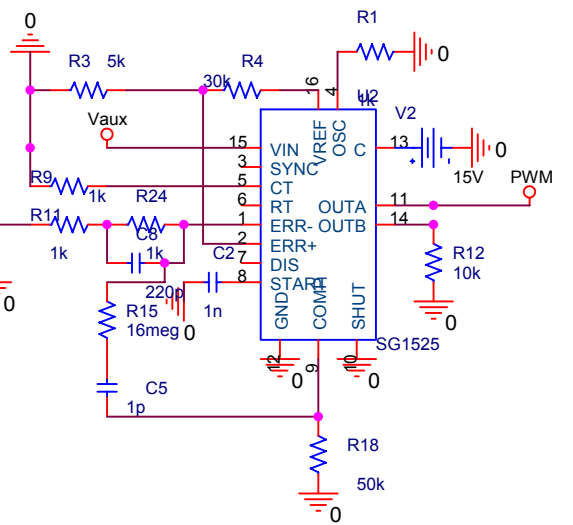 0
R1
R3 5k
R4
0
30k
16
4
U2
1k
V2
Vaux
VREF
OSC
15
VIN
C
13
0
3
SYNC
15V
PWM
R9
1k
5
CT
6
RT
OUTA
11
R11
R24
1
ERR-
OUTB
14
1k
C8
1k
C2
2
ERR+
R12
10k
7
DIS
8
START
0
220p
0
1n
R15
16meg
GND
COMP
SHUT
0
SG1525
12
0
9
10
0
C5
1p
R18
50k
0